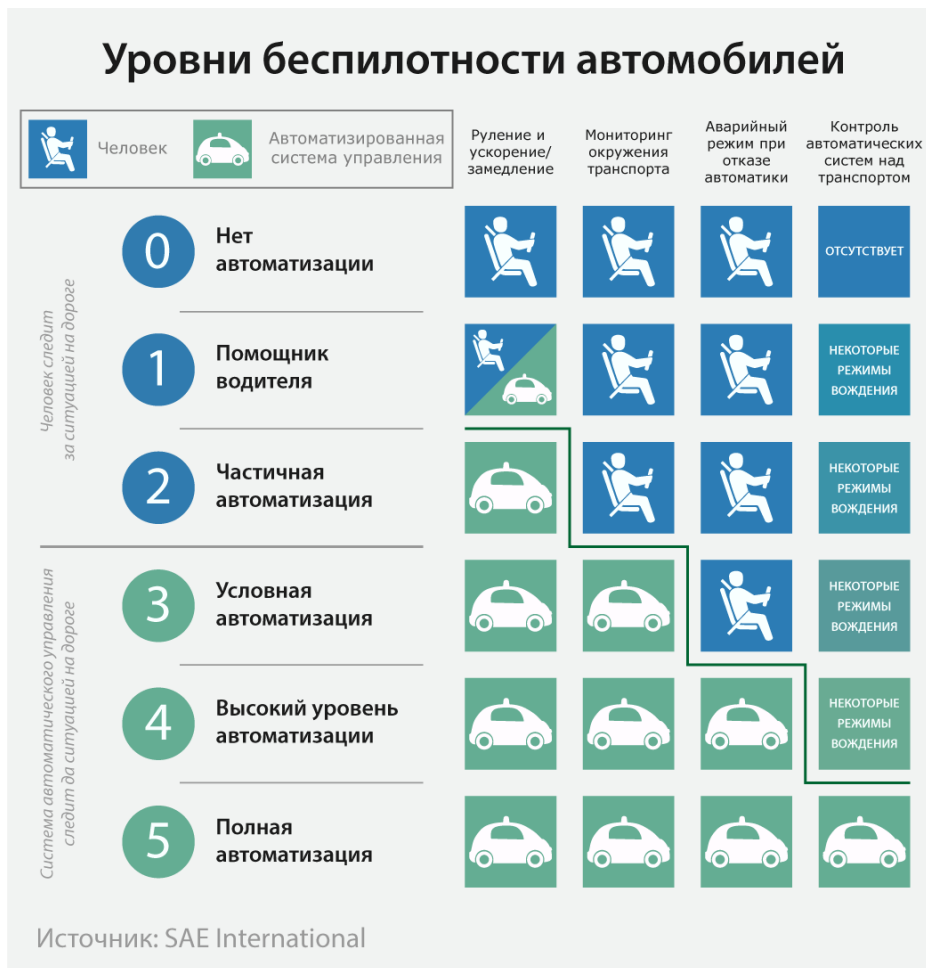 Уровни беспилотности автомобилей
Человек
Автоматизированная
система управления
Руление и
ускорение/
замедление
Мониторинг
окружения
транспорта
Аварийный
режим при
отказе
автоматики
Контроль
автоматических
систем над
транспортом
Человек следит
за ситуацией на дороге
0
Нет
автоматизации
ОТСУТСТВУЕТ
1
Помощник
водителя
НЕКОТОРЫЕ
РЕЖИМЫ
ВОЖДЕНИЯ
2
Частичная
автоматизация
НЕКОТОРЫЕ
РЕЖИМЫ
ВОЖДЕНИЯ
Система автоматического управления
следит да ситуацией на дороге
3
Условная
автоматизация
НЕКОТОРЫЕ
РЕЖИМЫ
ВОЖДЕНИЯ
4
Высокий уровень
автоматизации
НЕКОТОРЫЕ
РЕЖИМЫ
ВОЖДЕНИЯ
5
Полная
автоматизация
Источник: SAE International